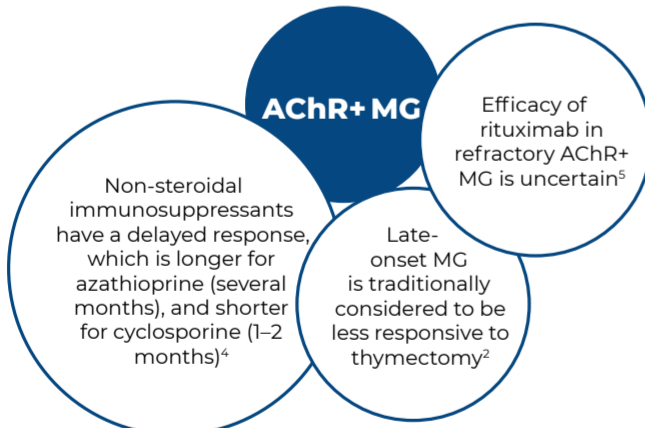 AChR+ MG
Efficacy of
rituximab in
refractory AChR+
MG is uncertain⁵
Non-steroidal
immunosuppressants
have a delayed response,
which is longer for
azathioprine (several
months), and shorter
for cyclosporine (1–2
months)⁴
Late-
onset MG
is traditionally
considered to be
less responsive to
thymectomy²